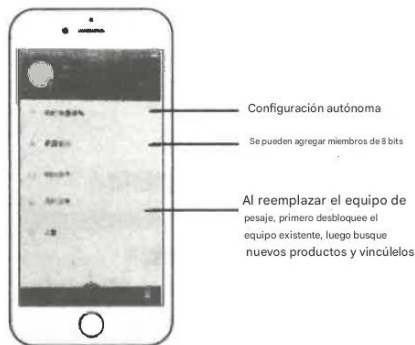 Configuración autónoma
Se pueden agregar miembros de 8 bits
Al reemplazar el equipo de
pesaje, primero desbloquee el
equipo existente, luego busque
nuevos productos y vincúlelos